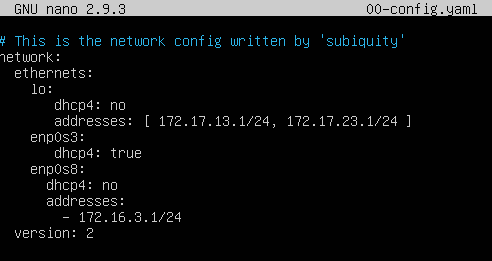 GNU nano 2.9.3 00-config.yaml
# This is the network config written by 'subiquity'
network:
  ethernets:
    lo:
       dhcp4: no
       addresses: [ 172.17.13.1/24, 172.17.23.1/24 ]
    enp0s3:
       dhcp4: true
    enp0s8:
      dhcp4: no
      addresses:
        - 172.16.3.1/24
  version: 2